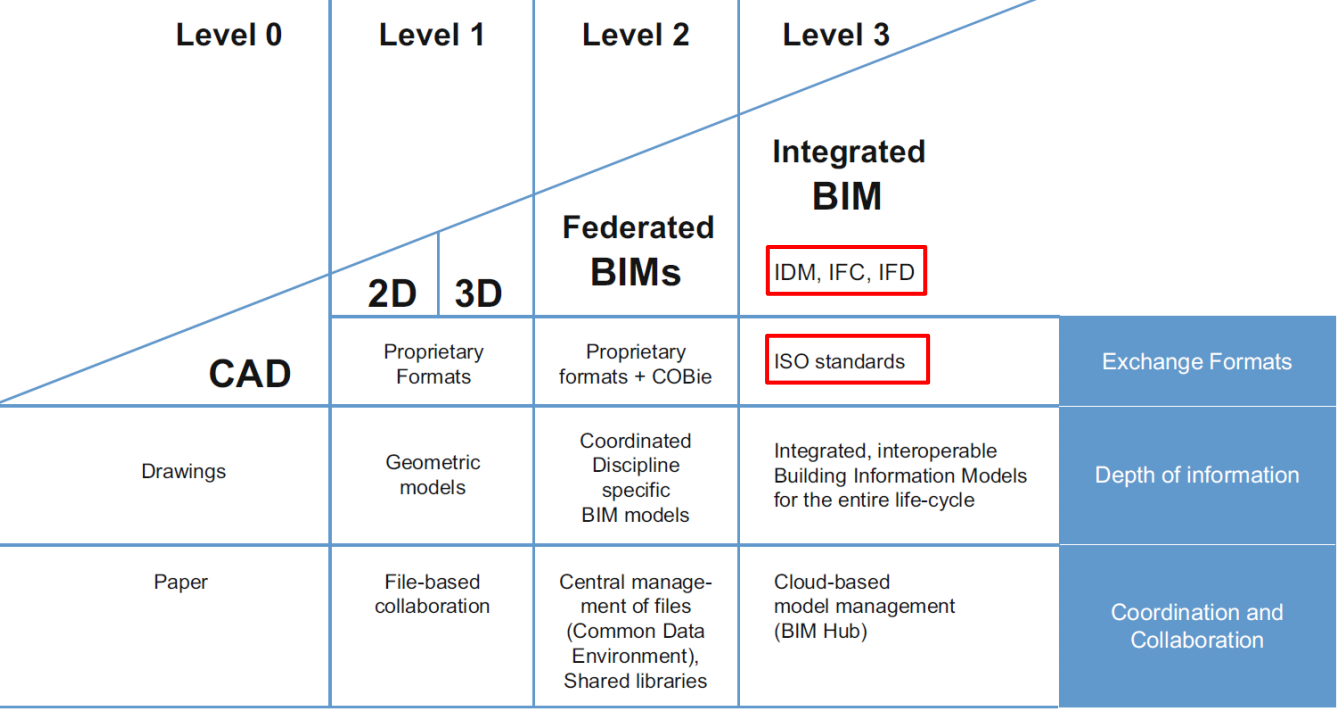 Level 0
Level 1
Level 2
Level 3
Integrated
BIM
Federated
BIMs
IDM, IFC, IFD
2D
3D
CAD
Proprietary
Formats
Proprietary
formats + COBie
ISO standards
Exchange Formats
Drawings
Geometric
models
Coordinated
Discipline
specific
BIM models
Integrated, interoperable
Building Information Models
for the entire life-cycle
Depth of information
Paper
File-based
collaboration
Central manage-
ment of files
(Common Data
Environment),
Shared libraries
Cloud-based
model management
(BIM Hub)
Coordination and
Collaboration